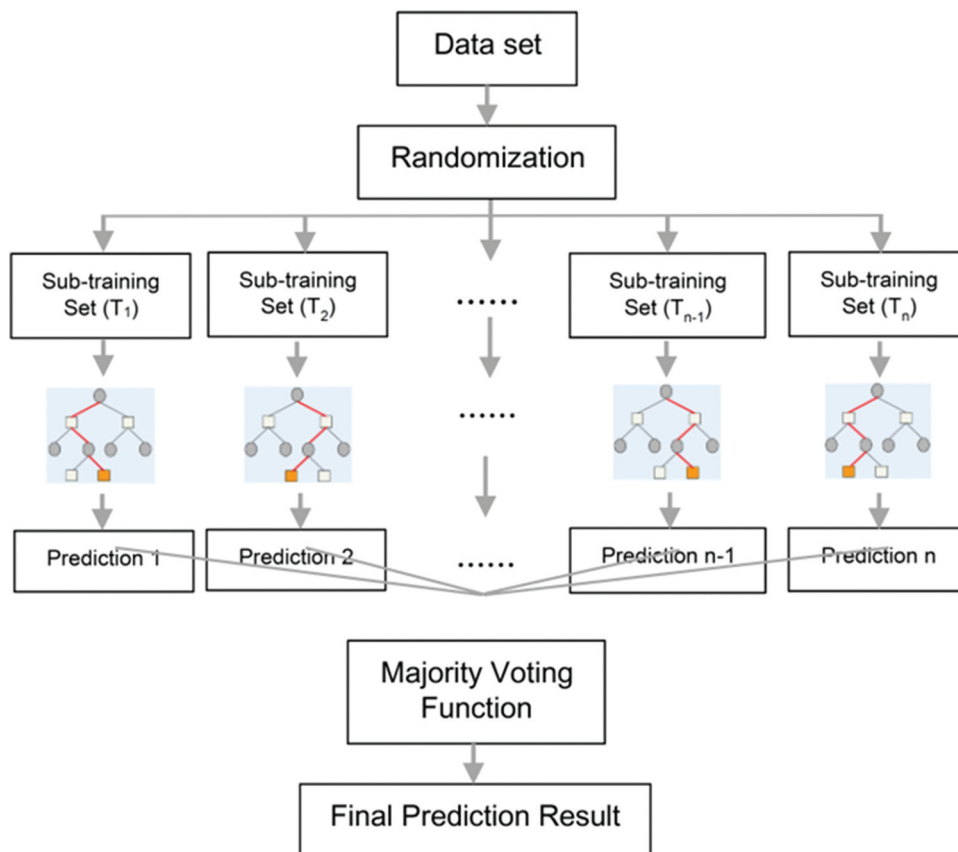 Data set
Randomization
Sub-training
Set (T₁)
Sub-training
Set (T₂)
......
Sub-training
Set (Tₙ₋₁)
Sub-training
Set (Tₙ)
......
Prediction 1
Prediction 2
......
Prediction n-1
Prediction n
Majority Voting
Function
Final Prediction Result